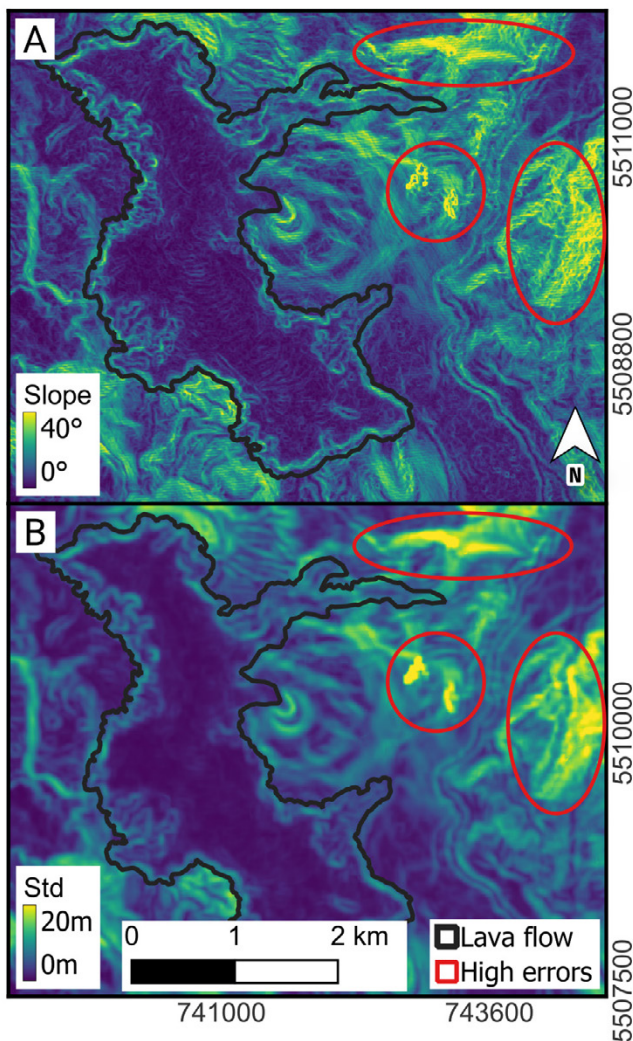 A
Slope
40°
0°
N
5511000
5508800
B
Std
20m
0m
0 1 2 km
Lava flow
High errors
5510000
5507500
741000 743600